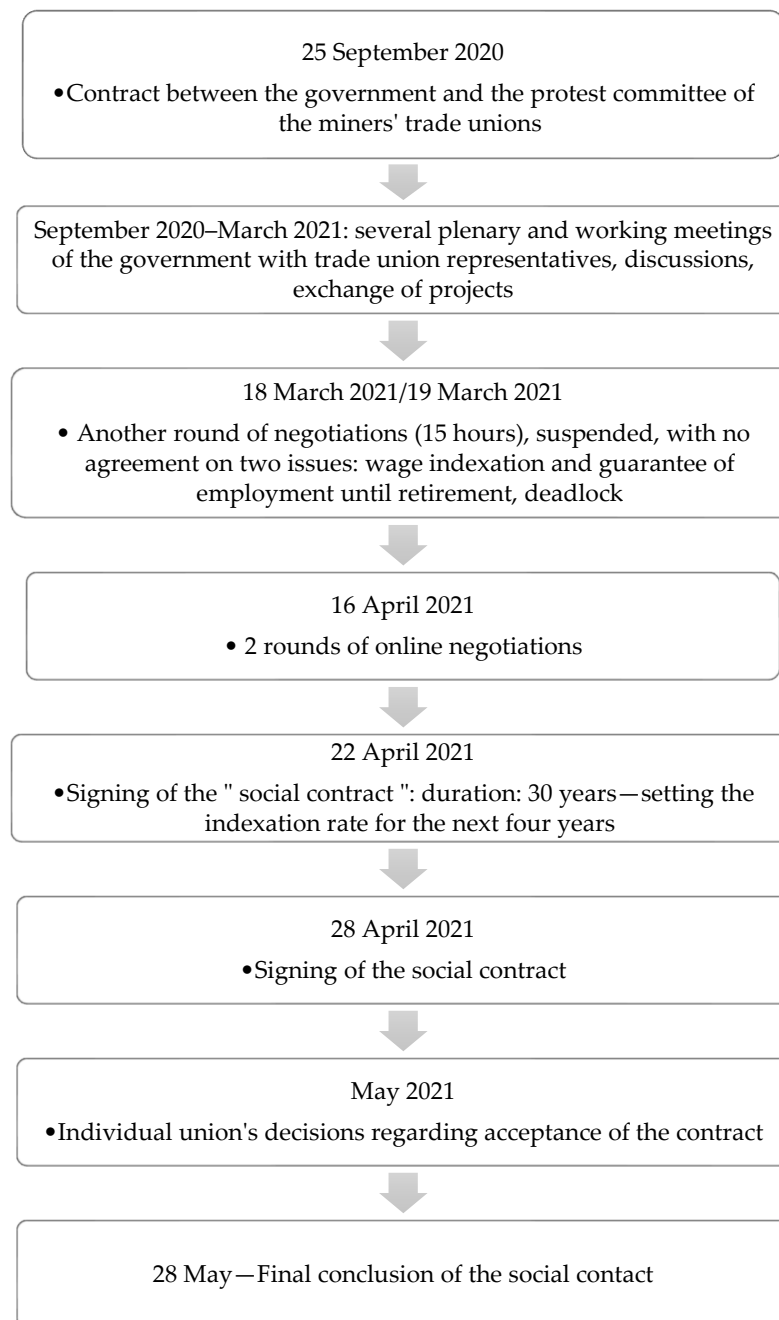 25 September 2020
•Contract between the government and the protest committee of
the miners' trade unions
September 2020–March 2021: several plenary and working meetings
of the government with trade union representatives, discussions,
exchange of projects
18 March 2021/19 March 2021
• Another round of negotiations (15 hours), suspended, with no
agreement on two issues: wage indexation and guarantee of
employment until retirement, deadlock
16 April 2021
• 2 rounds of online negotiations
22 April 2021
•Signing of the " social contract ": duration: 30 years—setting the
indexation rate for the next four years
28 April 2021
•Signing of the social contract
May 2021
•Individual union's decisions regarding acceptance of the contract
28 May—Final conclusion of the social contact